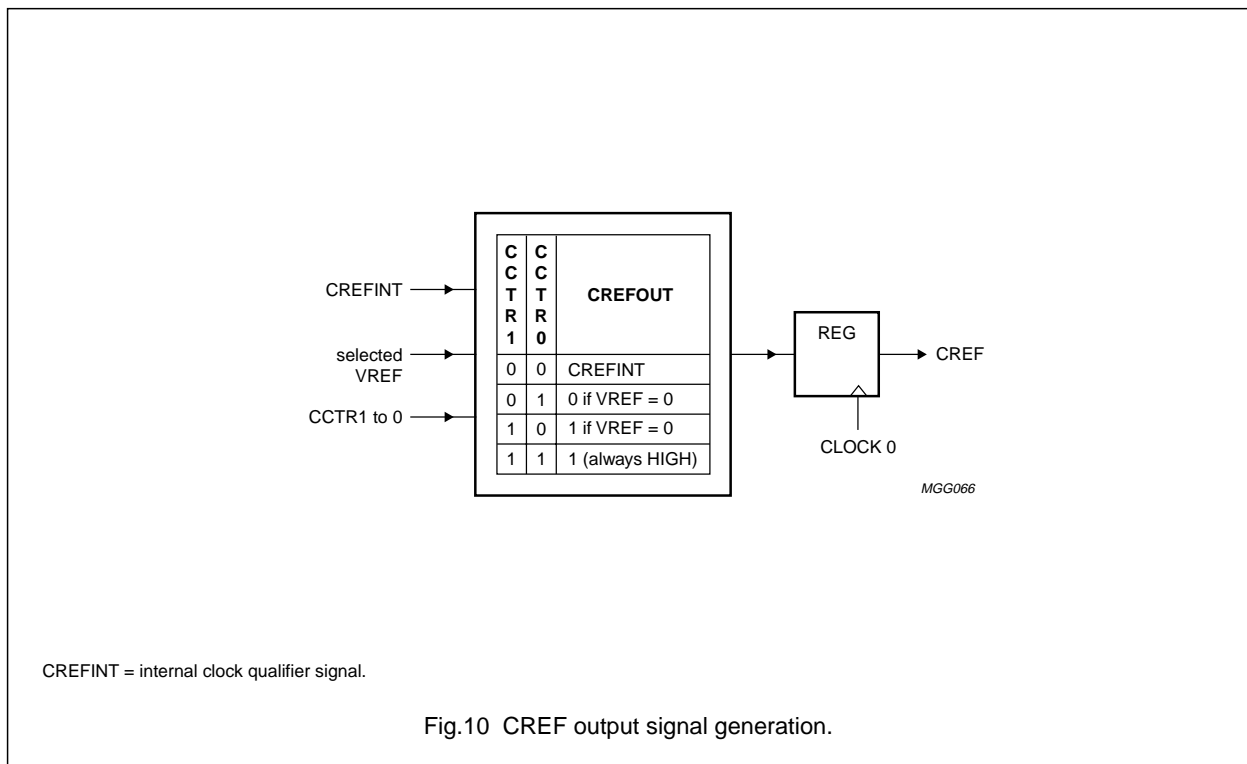 CREFINT
selected
VREF
CCTR1 to 0
CCTR1 CCTR0 CREFOUT
0 0 CREFINT
0 1 0 if VREF = 0
1 0 1 if VREF = 0
1 1 1 (always HIGH)
REG
CREF
CLOCK 0
MGG066
CREFINT = internal clock qualifier signal.
Fig.10 CREF output signal generation.